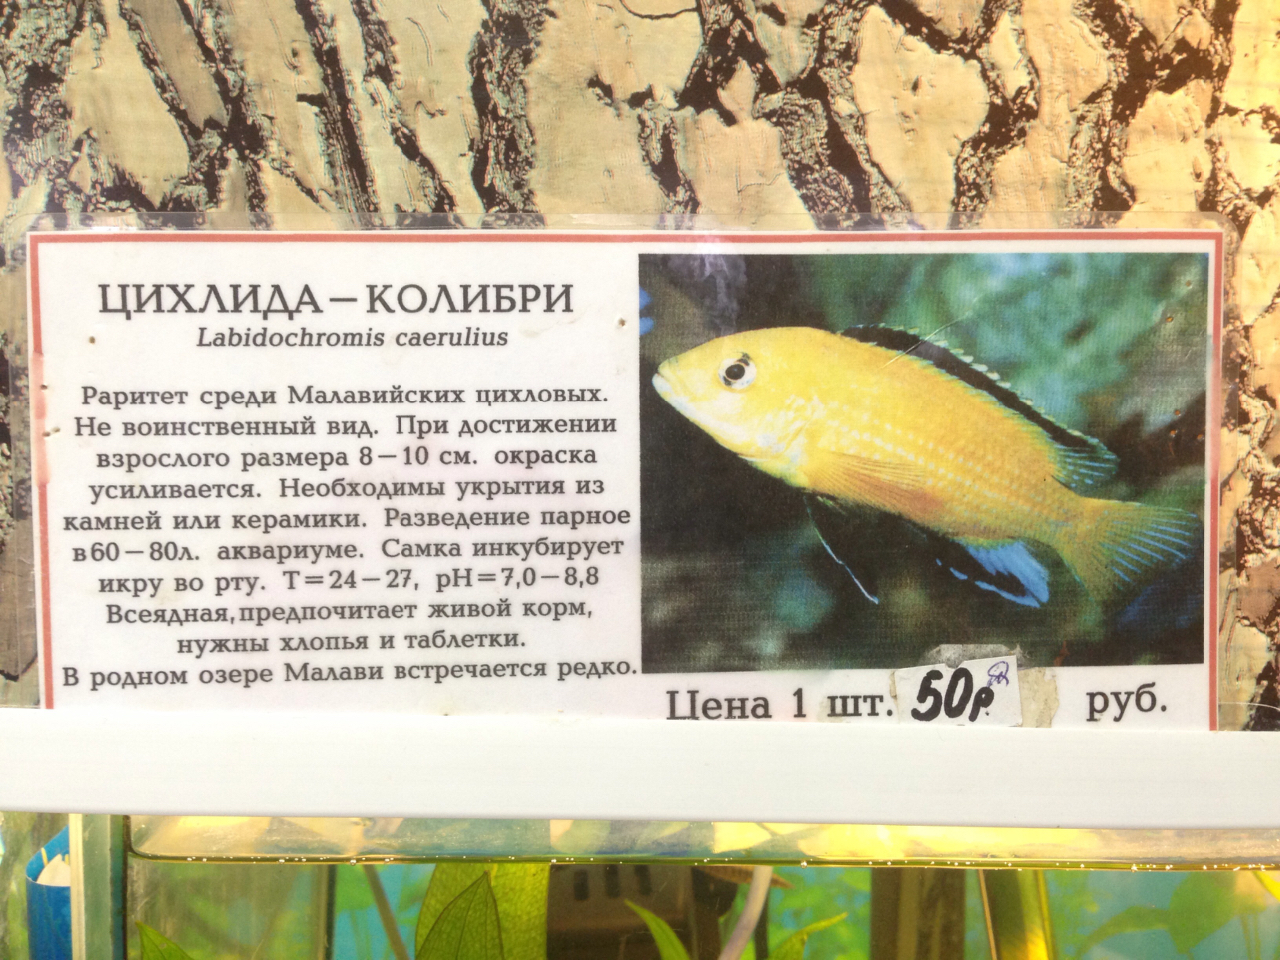 ЦИХЛИДА – КОЛИБРИ
Labidochromis caerulius
Раритет среди Малавийских цихловых.
Не воинственный вид. При достижении
взрослого размера 8 – 10 см. окраска
усиливается. Необходимы укрытия из
камней или керамики. Разведение парное
в 60 – 80л. аквариуме. Самка инкубирует
икру во рту. Т=24 – 27, рН=7,0 – 8,8
Всеядная,предпочитает живой корм,
нужны хлопья и таблетки.
В родном озере Малави встречается редко.
Цена 1 шт. 50р руб.